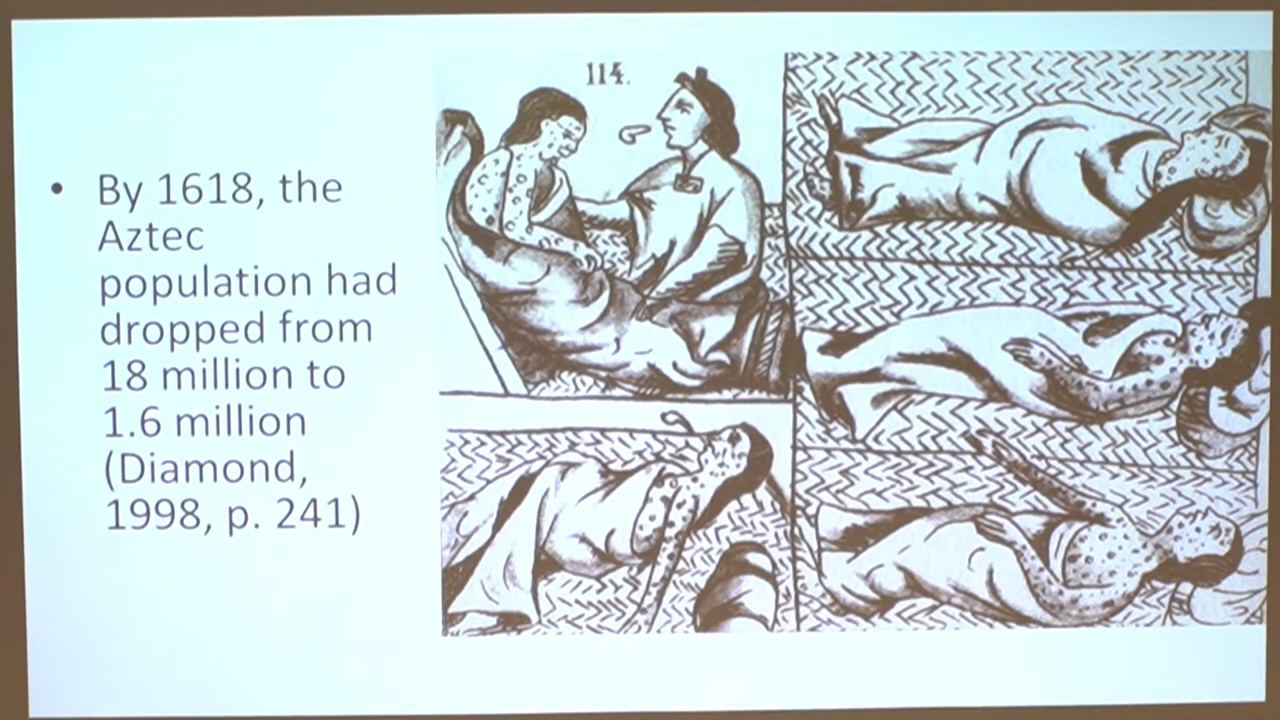 • By 1618, the
Aztec
population had
dropped from
18 million to
1.6 million
(Diamond,
1998, p. 241)
114.